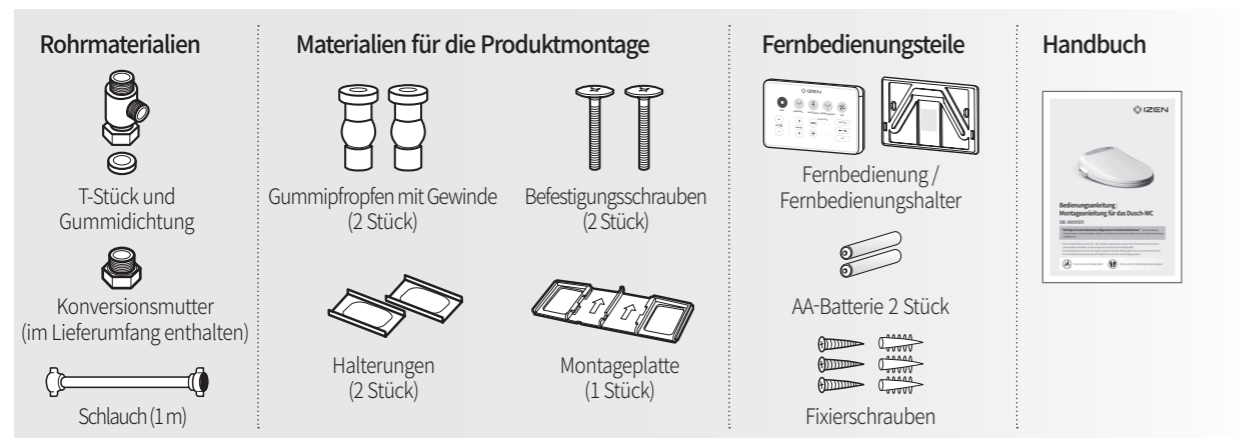 Rohrmaterialien
T-Stück und
Gummidichtung
Konversionsmutter
(im Lieferumfang enthalten)
Schlauch (1 m)
Materialien für die Produktmontage
Gummipfropfen mit Gewinde
(2 Stück)
Befestigungsschrauben
(2 Stück)
Halterungen
(2 Stück)
Montageplatte
(1 Stück)
Fernbedienungsteile
IZEN
Fernbedienung /
Fernbedienungshalter
AA-Batterie 2 Stück
Fixierschrauben
Handbuch
IZEN
Bedienungsanleitung
Montageanleitung für das Dusch-WC